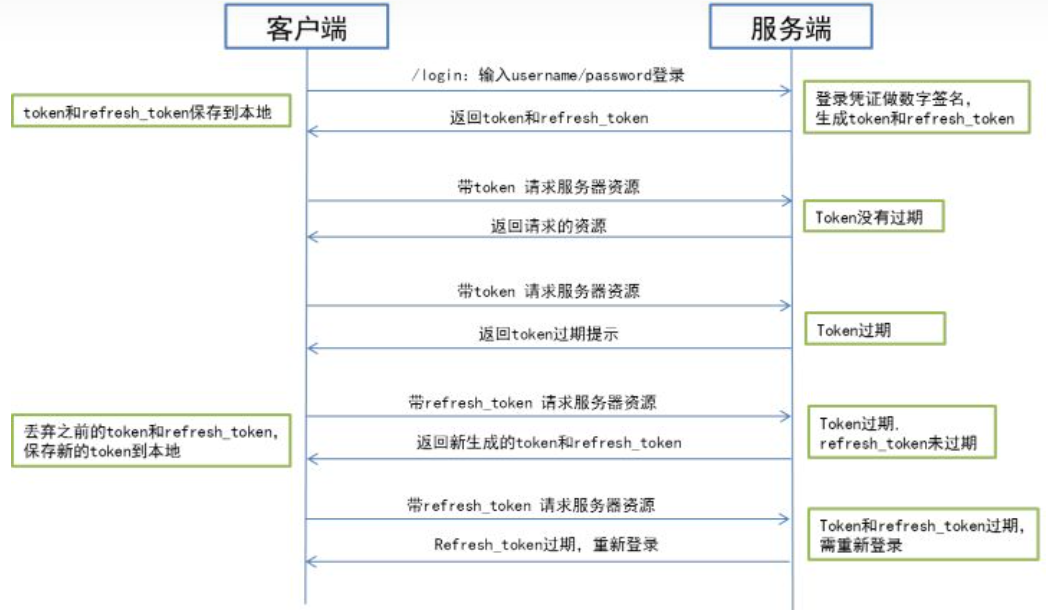 客户端
服务端
/login: 输入username/password登录
token和refresh_token保存到本地
登录凭证做数字签名,
生成token和refresh_token
返回token和refresh_token
带token 请求服务器资源
Token没有过期
返回请求的资源
带token 请求服务器资源
Token过期
返回token过期提示
带refresh_token 请求服务器资源
丢弃之前的token和refresh_token,
保存新的token到本地
Token过期.
refresh_token未过期
返回新生成的token和refresh_token
带refresh_token 请求服务器资源
Token和refresh_token过期,
需重新登录
Refresh_token过期, 重新登录